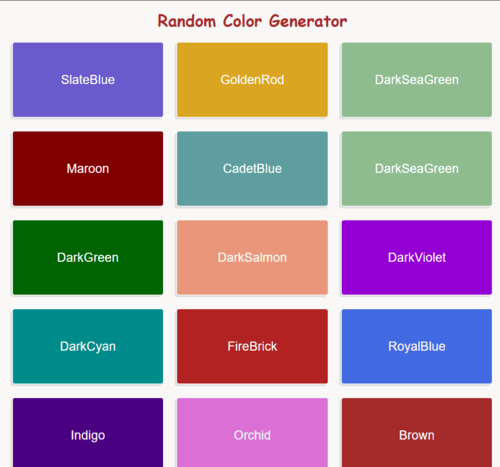 Random Color Generator
SlateBlue
GoldenRod
DarkSeaGreen
Maroon
CadetBlue
DarkSeaGreen
DarkGreen
DarkSalmon
DarkViolet
DarkCyan
FireBrick
RoyalBlue
Indigo
Orchid
Brown